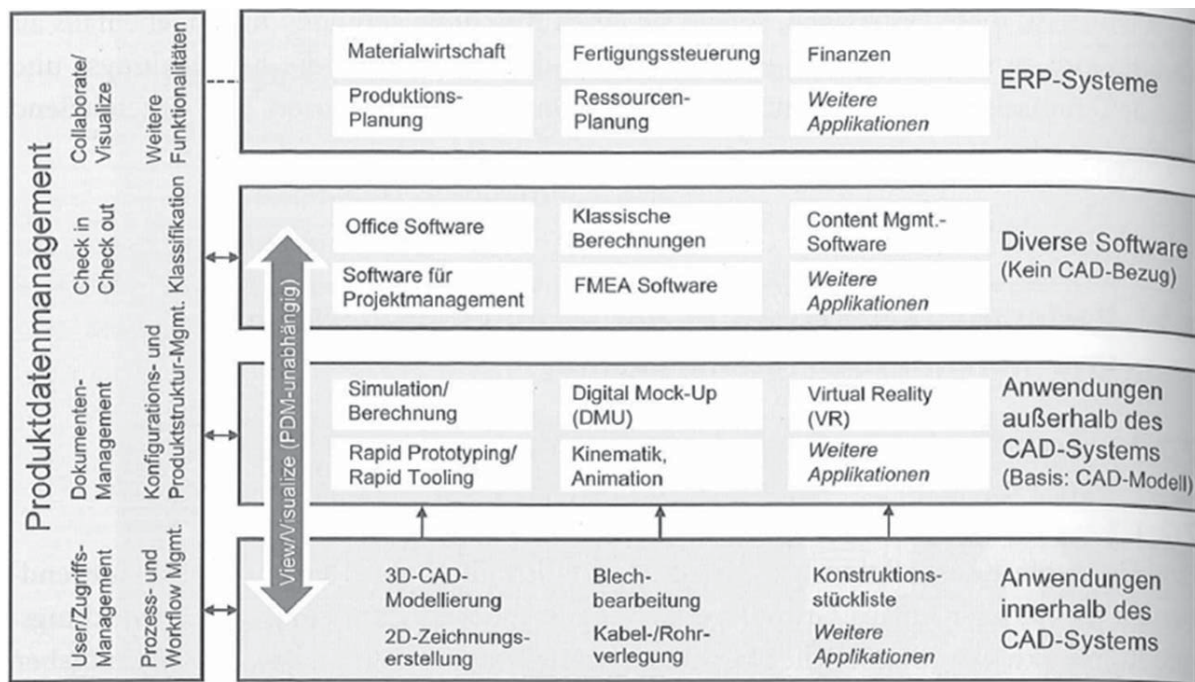 Produktdatenmanagement
Collaborate/
Visualize
Weitere
Funktionalitäten
Check in
Check out
Klassifikation
Dokumenten-
Management
Konfigurations- und
Produktstruktur-Mgmt.
User/Zugriffs-
Management
Prozess- und
Workflow Mgmt.
View/Visualize (PDM-unabhängig)
Materialwirtschaft
Fertigungssteuerung
Finanzen
Produktions-
Planung
Ressourcen-
Planung
Weitere
Applikationen
ERP-Systeme
Office Software
Klassische
Berechnungen
Content Mgmt.-
Software
Software für
Projektmanagement
FMEA Software
Weitere
Applikationen
Diverse Software
(Kein CAD-Bezug)
Simulation/
Berechnung
Digital Mock-Up
(DMU)
Virtual Reality
(VR)
Rapid Prototyping/
Rapid Tooling
Kinematik,
Animation
Weitere
Applikationen
Anwendungen
außerhalb des
CAD-Systems
(Basis: CAD-Modell)
3D-CAD-
Modellierung
Blech-
bearbeitung
Konstruktions-
stückliste
2D-Zeichnungs-
erstellung
Kabel-/Rohr-
verlegung
Weitere
Applikationen
Anwendungen
innerhalb des
CAD-Systems